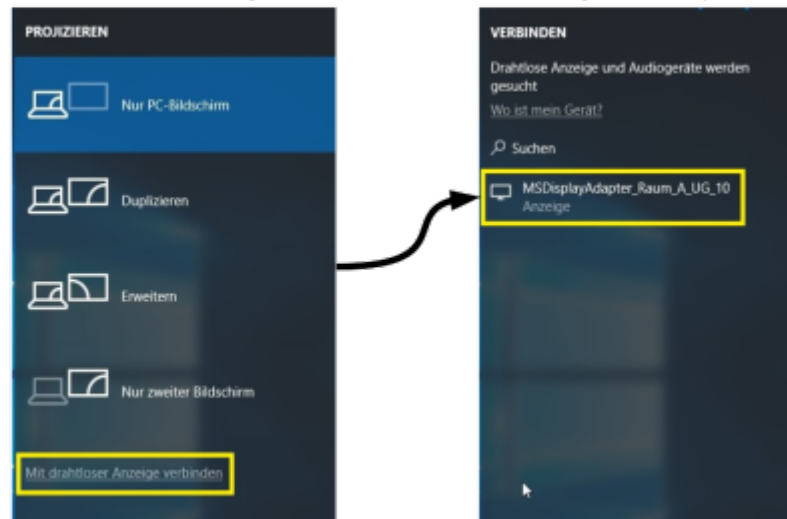 PROJIZIEREN
Nur PC-Bildschirm
Duplizieren
Erweitern
Nur zweiter Bildschirm
Mit drahtloser Anzeige verbinden
VERBINDEN
Drahtlose Anzeige und Audiogeräte werden
gesucht
Wo ist mein Gerät?
Suchen
MSDisplayAdapter_Raum_A_UG_10
Anzeige